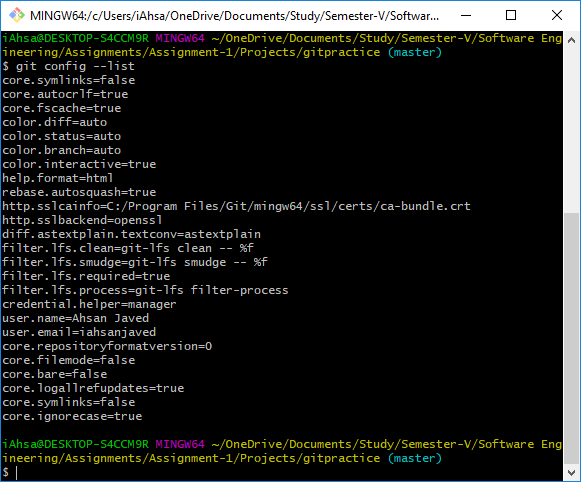 MINGW64:/c/Users/iAhsa/OneDrive/Documents/Study/Semester-V/Softwar...
iAhsa@DESKTOP-S4CCM9R MINGW64 ~/OneDrive/Documents/Study/Semester-V/Software Eng
ineering/Assignments/Assignment-1/Projects/gitpractice (master)
$ git config --list
core.symlinks=false
core.autocrlf=true
core.fscache=true
color.diff=auto
color.status=auto
color.branch=auto
color.interactive=true
help.format=html
rebase.autosquash=true
http.sslcainfo=C:/Program Files/Git/mingw64/ssl/certs/ca-bundle.crt
http.sslbackend=openssl
diff.astextplain.textconv=astextplain
filter.lfs.clean=git-lfs clean -- %f
filter.lfs.smudge=git-lfs smudge -- %f
filter.lfs.required=true
filter.lfs.process=git-lfs filter-process
credential.helper=manager
user.name=Ahsan Javed
user.email=iahsanjaved
core.repositoryformatversion=0
core.filemode=false
core.bare=false
core.logallrefupdates=true
core.symlinks=false
core.ignorecase=true
iAhsa@DESKTOP-S4CCM9R MINGW64 ~/OneDrive/Documents/Study/Semester-V/Software Eng
ineering/Assignments/Assignment-1/Projects/gitpractice (master)
$